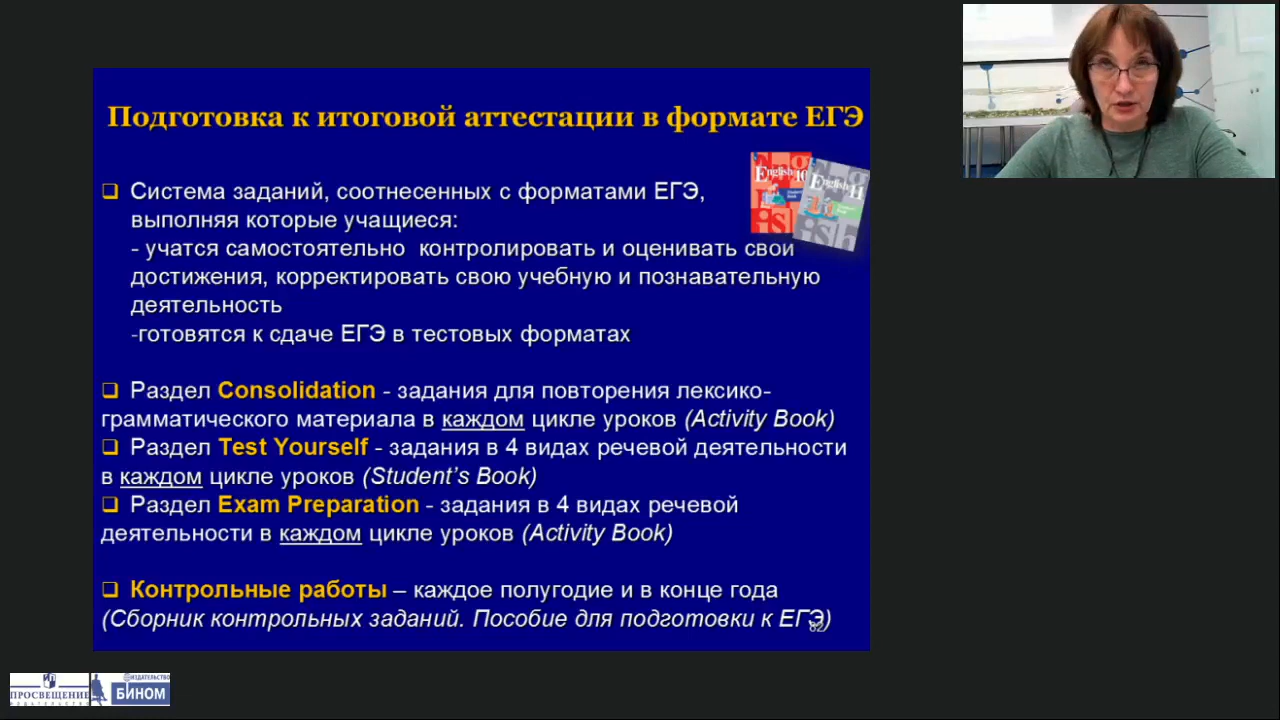 Подготовка к итоговой аттестации в формате ЕГЭ
English 10
English 11
Система заданий, соотнесенных с форматами ЕГЭ,
выполняя которые учащиеся:
- учатся самостоятельно контролировать и оценивать свои
достижения, корректировать свою учебную и познавательную
деятельность
-готовятся к сдаче ЕГЭ в тестовых форматах
Раздел Consolidation - задания для повторения лексико-
грамматического материала в каждом цикле уроков (Activity Book)
Раздел Test Yourself - задания в 4 видах речевой деятельности
в каждом цикле уроков (Student’s Book)
Раздел Exam Preparation - задания в 4 видах речевой
деятельности в каждом цикле уроков (Activity Book)
Контрольные работы – каждое полугодие и в конце года
(Сборник контрольных заданий. Пособие для подготовки к ЕГЭ)
82
ПРОСВЕЩЕНИЕ
ИЗДАТЕЛЬСТВО
ИЗДАТЕЛЬСТВО
БИНОМ